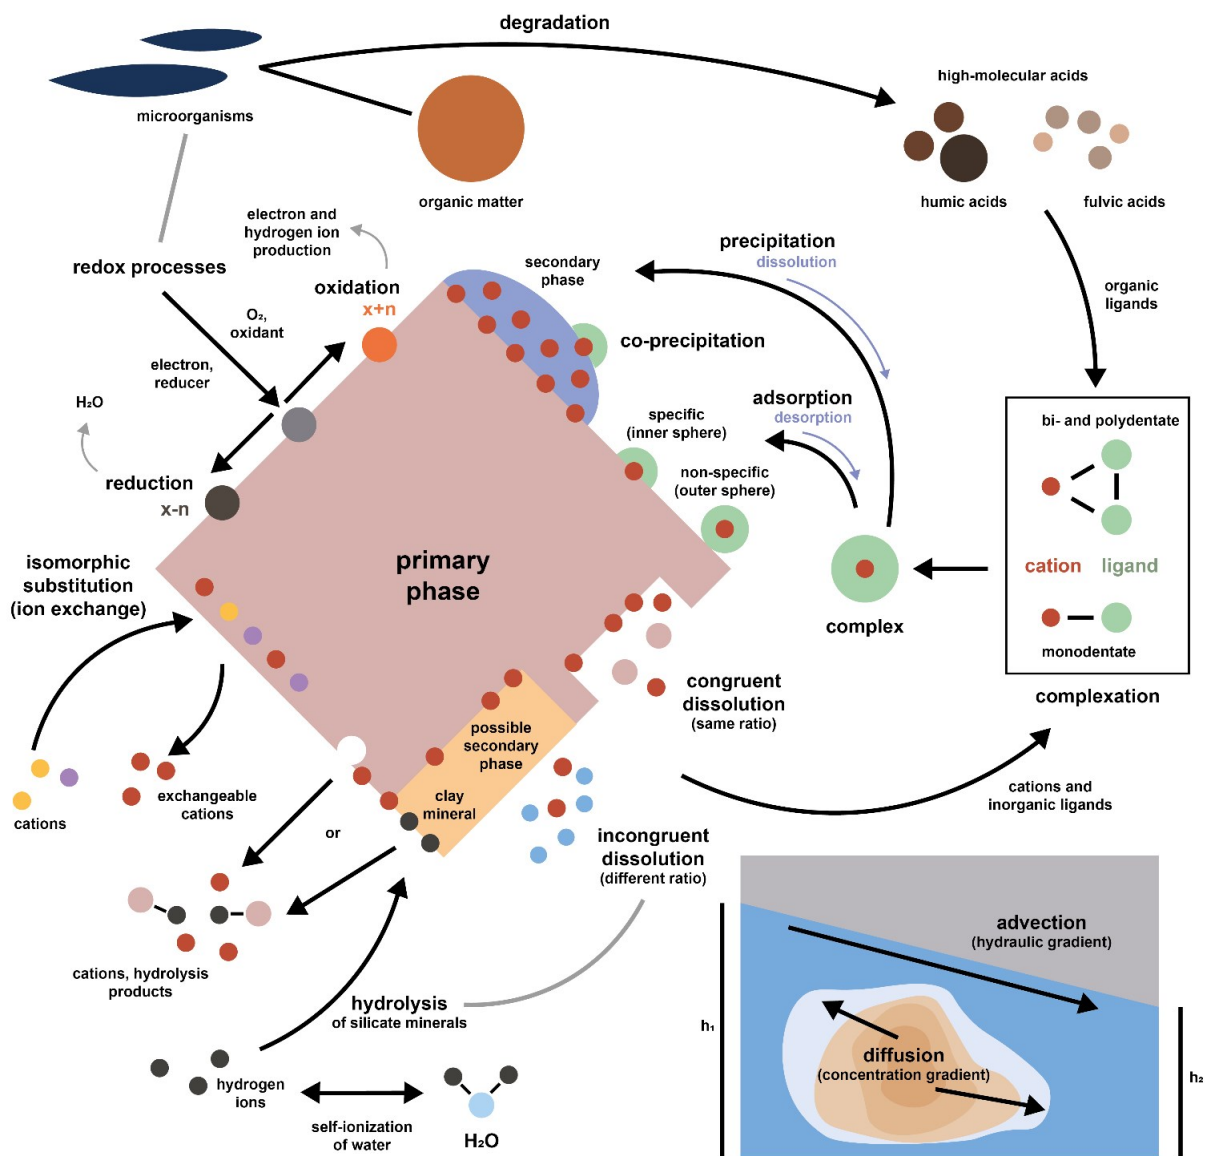 degradation
high-molecular acids
microorganisms
organic matter
humic acids
fulvic acids
electron and
hydrogen ion
production
precipitation
dissolution
redox processes
secondary
phase
oxidation
x+n
organic
ligands
O₂,
oxidant
co-precipitation
electron,
reducer
H₂O
adsorption
desorption
specific
(inner sphere)
bi- and polydentate
non-specific
(outer sphere)
reduction
x-n
isomorphic
substitution
(ion exchange)
primary
phase
cation
ligand
complex
monodentate
complexation
congruent
dissolution
(same ratio)
possible
secondary
phase
clay
mineral
cations
exchangeable
cations
or
cations and
inorganic ligands
incongruent
dissolution
(different ratio)
advection
(hydraulic gradient)
cations, hydrolysis
products
hydrolysis
of silicate minerals
h₁
diffusion
(concentration gradient)
h₂
hydrogen
ions
self-ionization
of water
H₂O